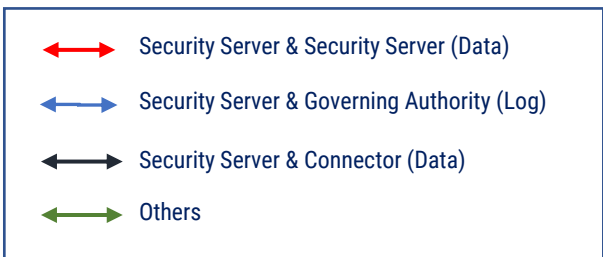 Security Server & Security Server (Data)
Security Server & Governing Authority (Log)
Security Server & Connector (Data)
Others